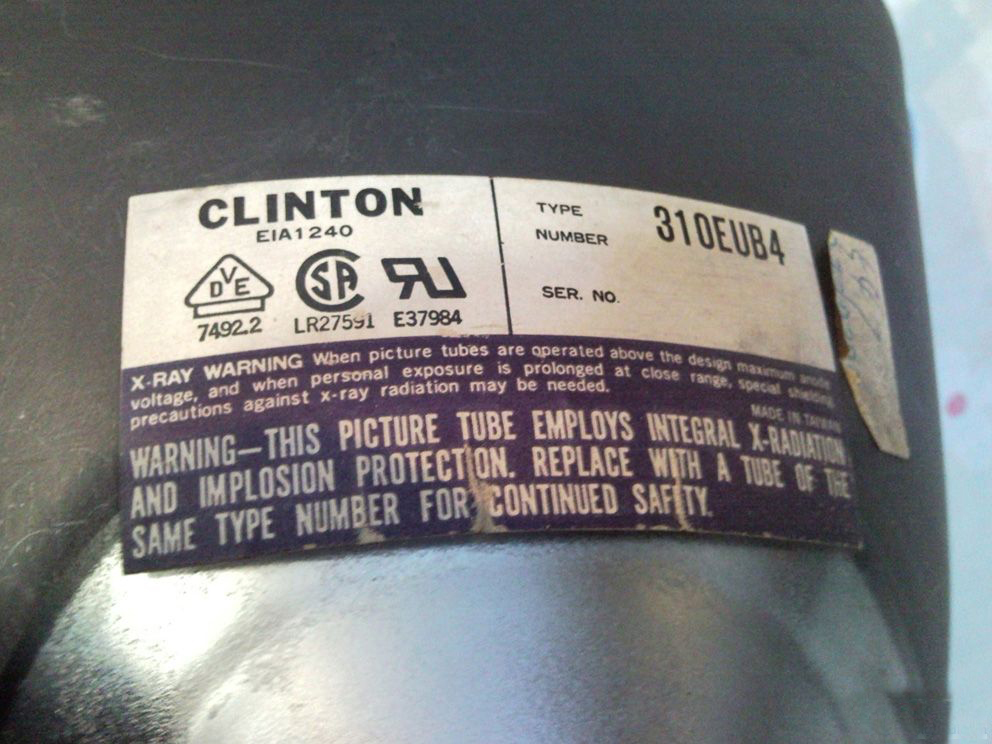 CLINTON
EIA1240
VDE SA UR
7492.2 LR27591 E37984
TYPE
NUMBER 310EUB4
SER. NO.
X-RAY WARNING When picture tubes are operated above the design maximum anode
voltage, and when personal exposure is prolonged at close range, special shielding
precautions against x-ray radiation may be needed.
MADE IN TAIWAN
WARNING—THIS PICTURE TUBE EMPLOYS INTEGRAL X-RADIATION
AND IMPLOSION PROTECTION. REPLACE WITH A TUBE OF THE
SAME TYPE NUMBER FOR CONTINUED SAFETY.